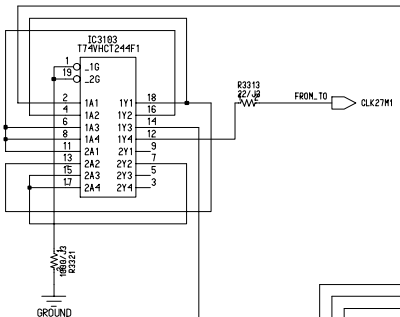 IC3103
T74VHCT244F1
1 _1G
19 _2G
2 1A1 1Y1 18
4 1A2 1Y2 16
6 1A3 1Y3 14
8 1A4 1Y4 12
11 2A1 2Y1 9
13 2A2 2Y2 7
15 2A3 2Y3 5
17 2A4 2Y4 3
R3313
22/J3
FROM_TO
CLK27M1
R3321
GROUND